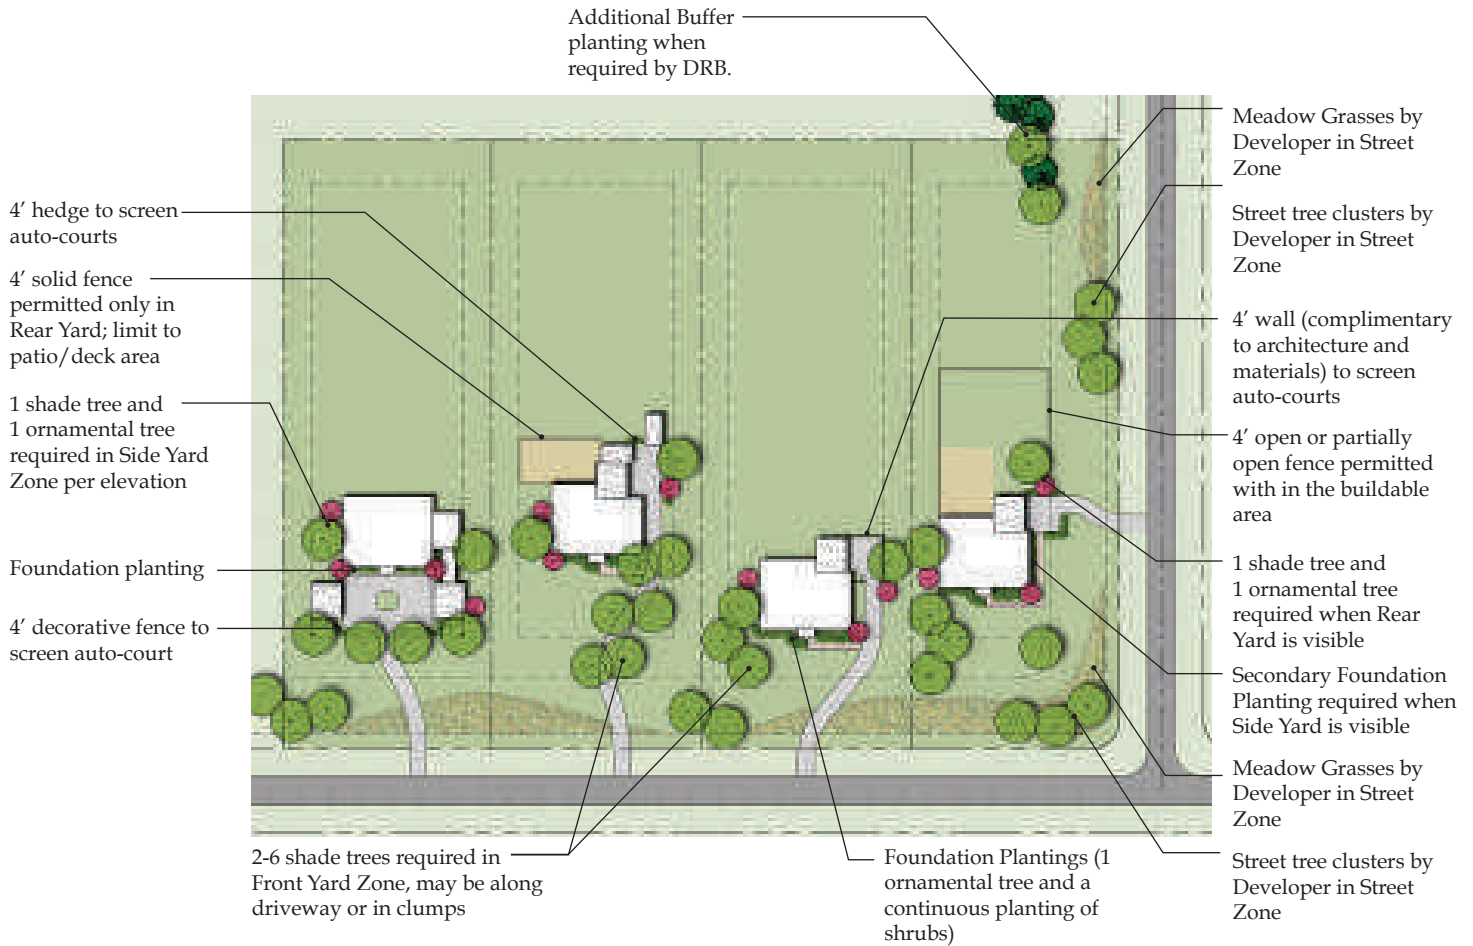 Additional Buffer
planting when
required by DRB.
4′ hedge to screen
auto-courts
4′ solid fence
permitted only in
Rear Yard; limit to
patio/deck area
1 shade tree and
1 ornamental tree
required in Side Yard
Zone per elevation
Foundation planting
4′ decorative fence to
screen auto-court
Meadow Grasses by
Developer in Street
Zone
Street tree clusters by
Developer in Street
Zone
4′ wall (complimentary
to architecture and
materials) to screen
auto-courts
4′ open or partially
open fence permitted
with in the buildable
area
1 shade tree and
1 ornamental tree
required when Rear
Yard is visible
Secondary Foundation
Planting required when
Side Yard is visible
Meadow Grasses by
Developer in Street
Zone
Street tree clusters by
Developer in Street
Zone
2-6 shade trees required in
Front Yard Zone, may be along
driveway or in clumps
Foundation Plantings (1
ornamental tree and a
continuous planting of
shrubs)